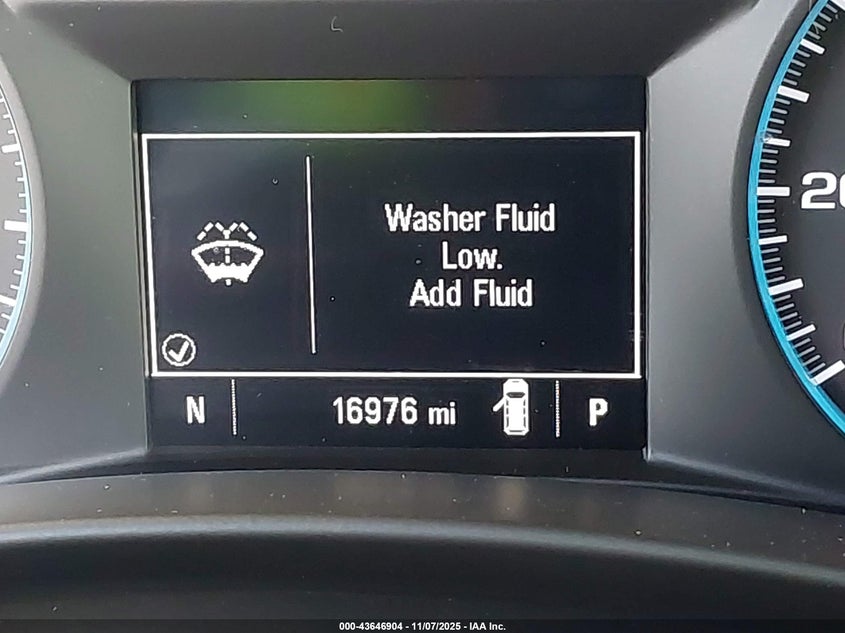 Washer Fluid
Low.
Add Fluid
N 16976 mi P
000-43646904 - 11/07/2025 - IAA Inc.